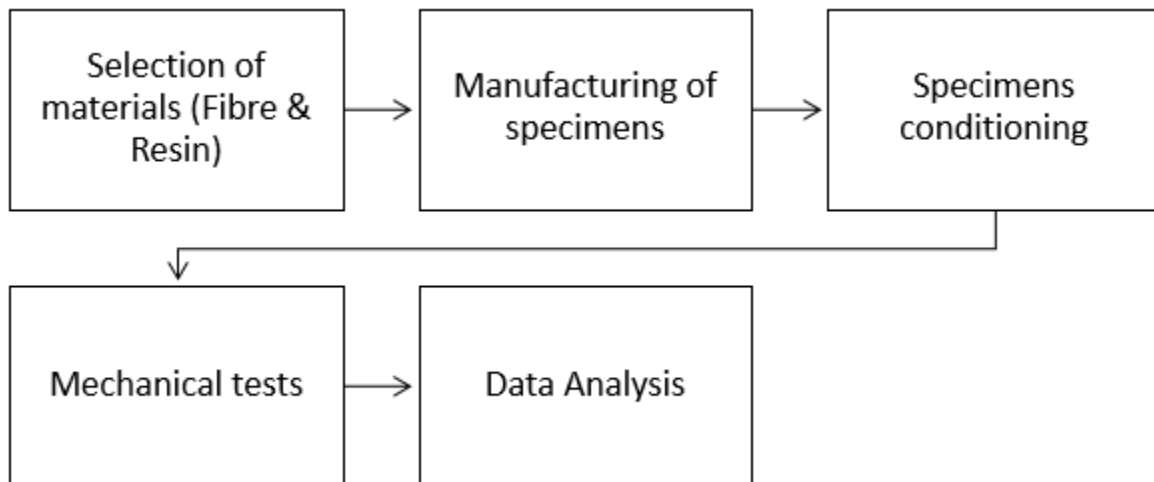 Selection of
materials (Fibre &
Resin)
Manufacturing of
specimens
Specimens
conditioning
Mechanical tests
Data Analysis